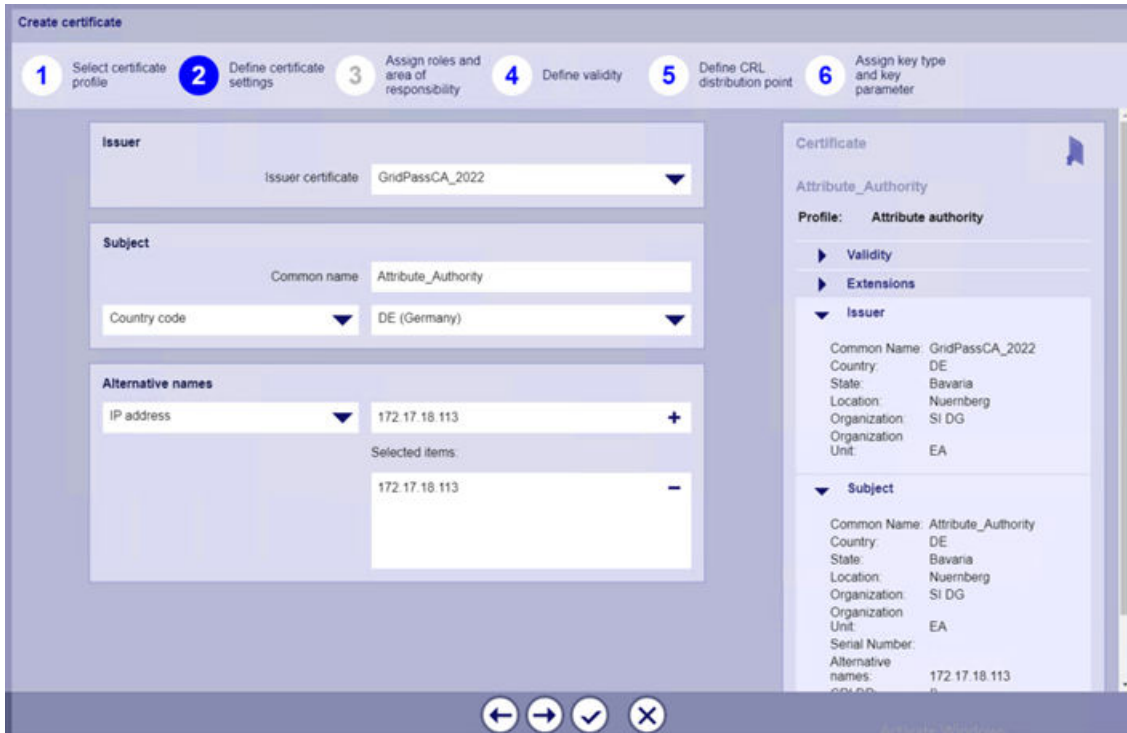 Create certificate
1 Select certificate profile
2 Define certificate settings
3 Assign roles and area of responsibility
4 Define validity
5 Define CRL distribution point
6 Assign key type and key parameter
Issuer
Issuer certificate GridPassCA_2022
Subject
Common name Attribute_Authority
Country code DE (Germany)
Alternative names
IP address 172.17.18.113 +
Selected items:
172.17.18.113 −
Certificate
Attribute_Authority
Profile: Attribute authority
Validity
Extensions
Issuer
Common Name: GridPassCA_2022
Country: DE
State: Bavaria
Location: Nuernberg
Organization: SI DG
Organization
Unit: EA
Subject
Common Name: Attribute_Authority
Country: DE
State: Bavaria
Location: Nuernberg
Organization: SI DG
Organization
Unit: EA
Serial Number:
Alternative
names: 172.17.18.113